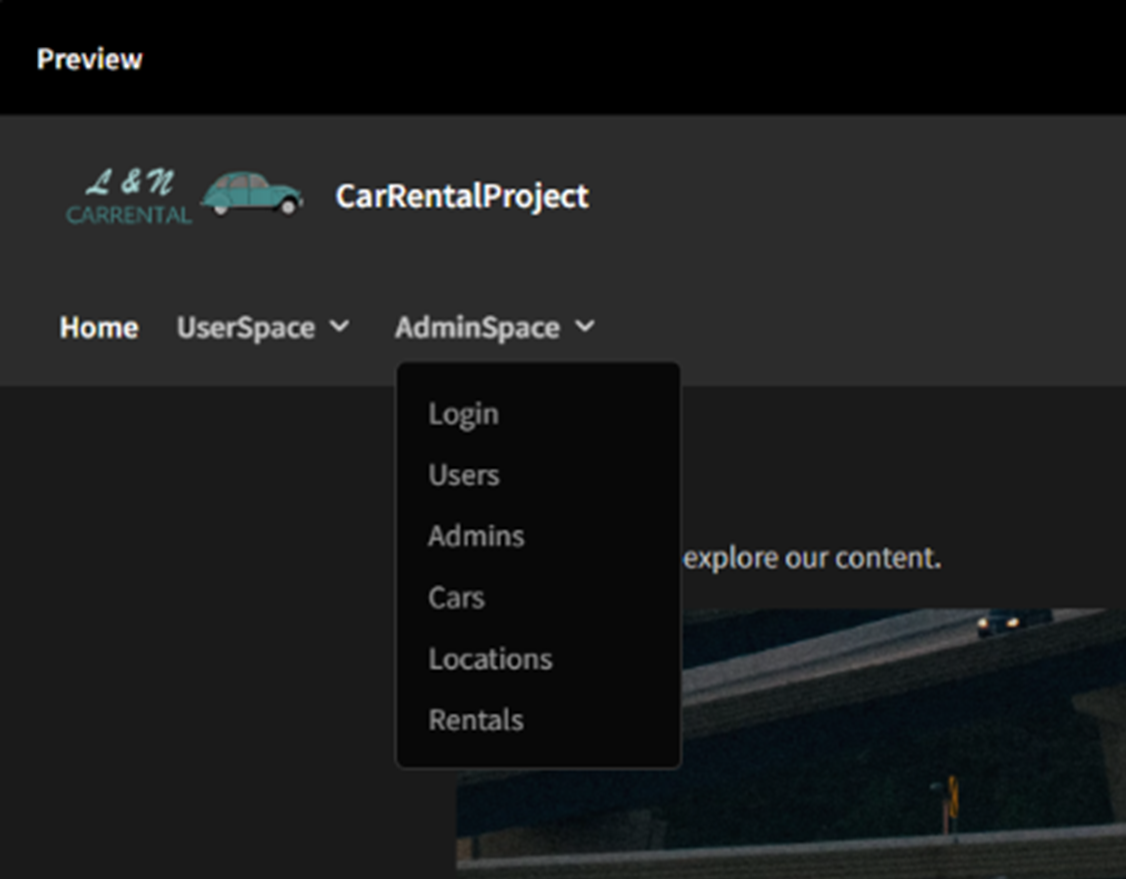 Preview
L & N
CARRENTAL
CarRentalProject
Home UserSpace AdminSpace
Login
Users
Admins
explore our content.
Cars
Locations
Rentals